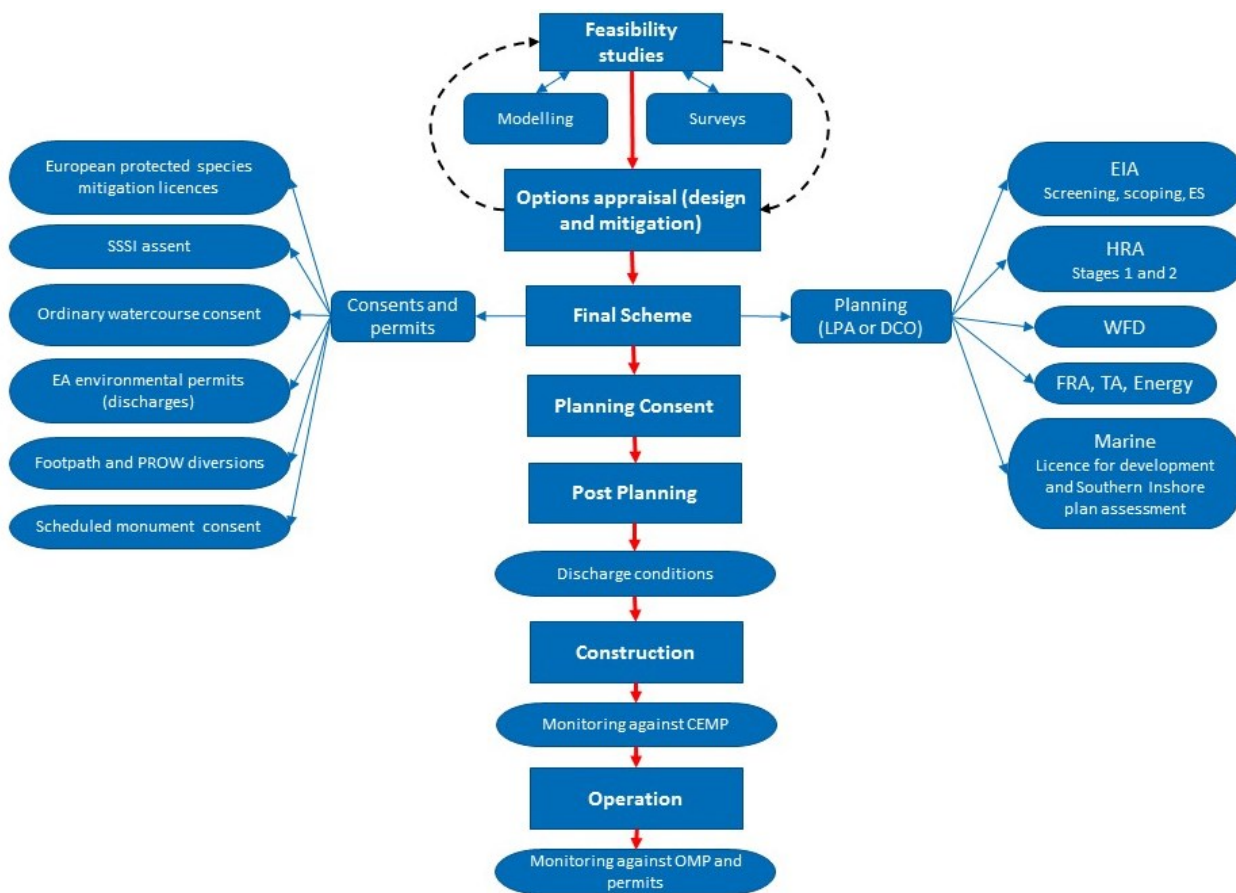 Feasibility
studies
Modelling
Surveys
Options appraisal (design
and mitigation)
European protected species
mitigation licences
SSSI assent
Ordinary watercourse consent
EA environmental permits
(discharges)
Footpath and PROW diversions
Scheduled monument consent
Consents and
permits
Final Scheme
Planning
(LPA or DCO)
EIA
Screening, scoping, ES
HRA
Stages 1 and 2
WFD
FRA, TA, Energy
Marine
Licence for development
and Southern Inshore
plan assessment
Planning Consent
Post Planning
Discharge conditions
Construction
Monitoring against CEMP
Operation
Monitoring against OMP and
permits